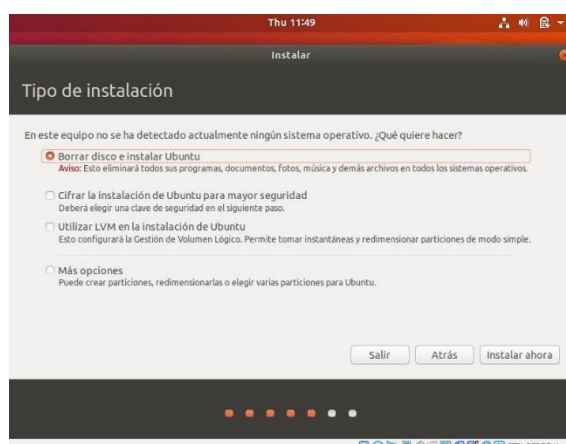 Thu 11:49
Instalar
Tipo de instalación
En este equipo no se ha detectado actualmente ningún sistema operativo. ¿Qué quiere hacer?
Borrar disco e instalar Ubuntu
Aviso: Esto eliminará todos sus programas, documentos, fotos, música y demás archivos en todos los sistemas operativos.
Cifrar la instalación de Ubuntu para mayor seguridad
Deberá elegir una clave de seguridad en el siguiente paso.
Utilizar LVM en la instalación de Ubuntu
Esto configurará la Gestión de Volumen Lógico. Permite tomar instantáneas y redimensionar particiones de modo simple.
Más opciones
Puede crear particiones, redimensionarlas o elegir varias particiones para Ubuntu.
Salir
Atrás
Instalar ahora